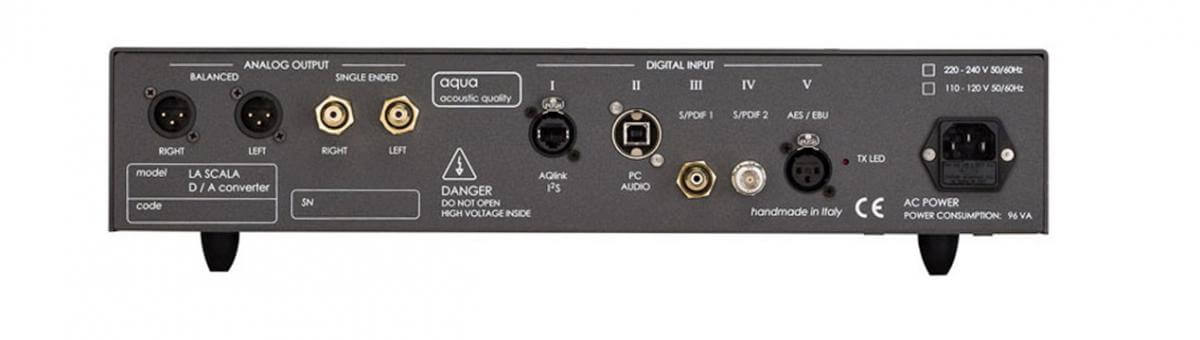 ANALOG OUTPUT
BALANCED
SINGLE ENDED
RIGHT
LEFT
RIGHT
LEFT
aqua
acoustic quality
DIGITAL INPUT
I
II
III
IV
V
S/PDIF 1
S/PDIF 2
AES / EBU
PUSH
PUSH
AQlink
I²S
PC
AUDIO
TX LED
220 - 240 V 50/60Hz
110 - 120 V 50/60Hz
model
LA SCALA
D / A converter
code
SN
DANGER
DO NOT OPEN
HIGH VOLTAGE INSIDE
handmade in Italy
CE
AC POWER
POWER CONSUMPTION: 96 VA